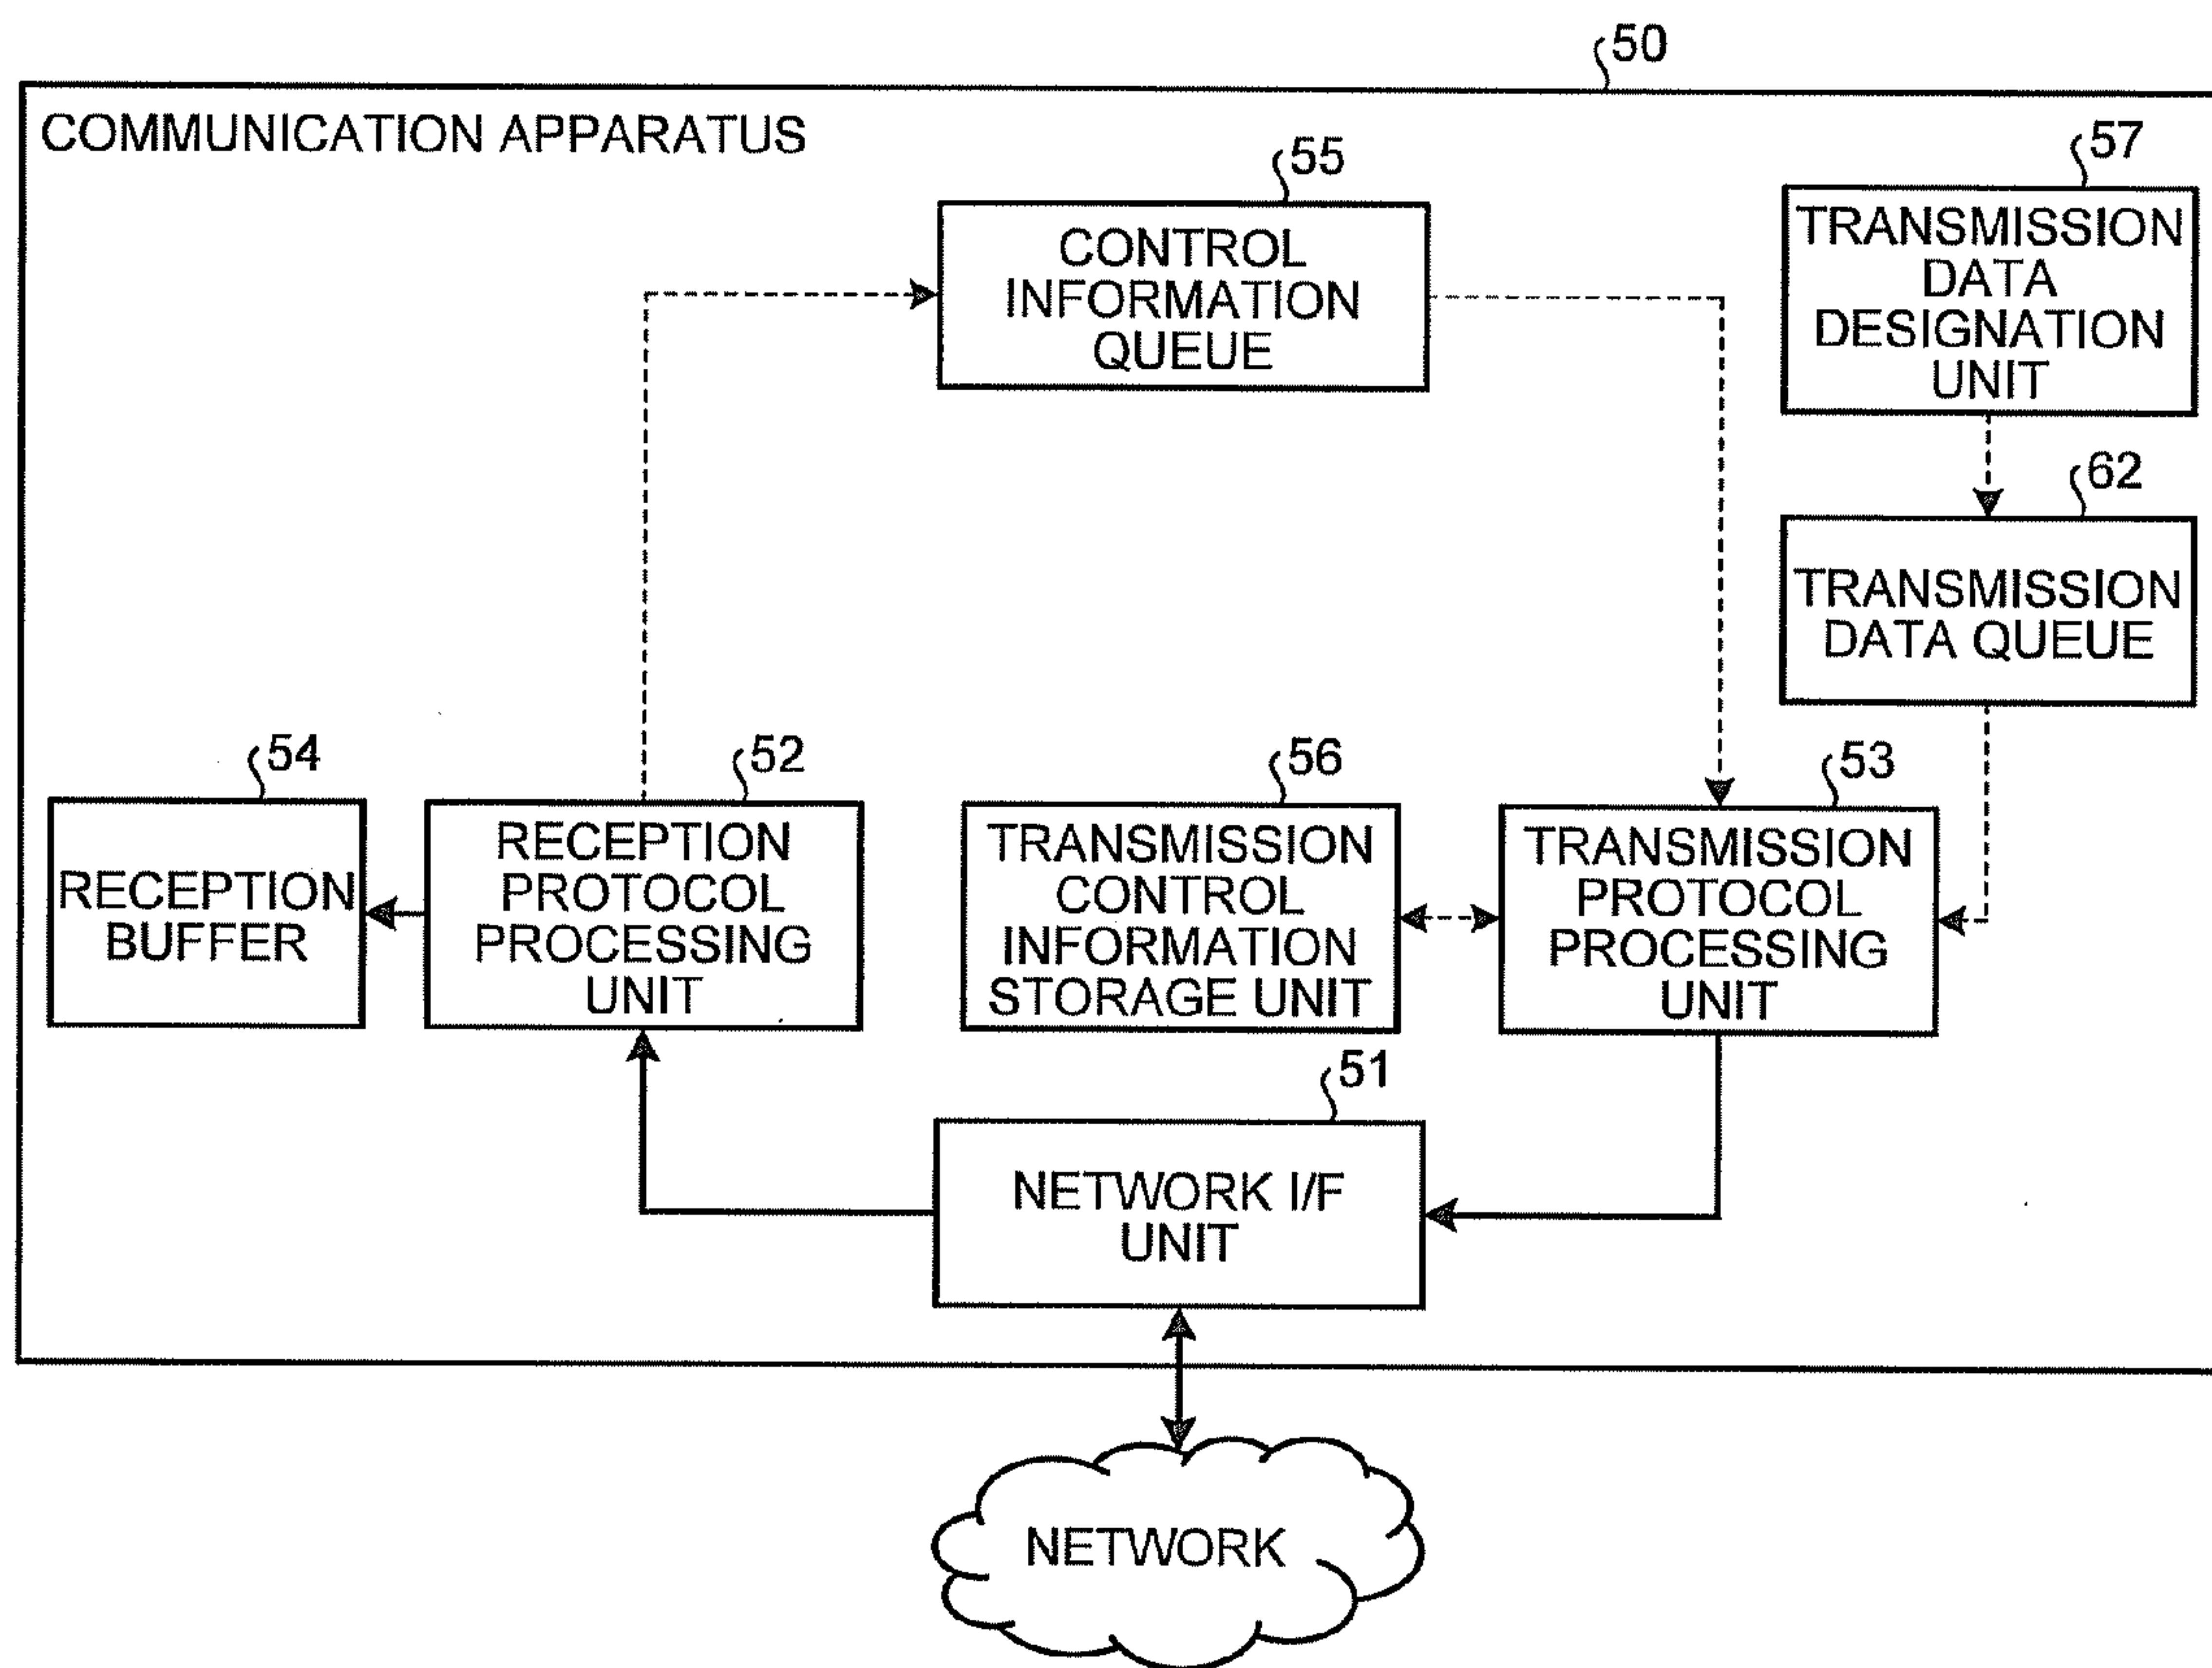 50
COMMUNICATION APPARATUS
55
CONTROL
INFORMATION
QUEUE
57
TRANSMISSION
DATA
DESIGNATION
UNIT
62
TRANSMISSION
DATA QUEUE
54
RECEPTION
BUFFER
52
RECEPTION
PROTOCOL
PROCESSING
UNIT
56
TRANSMISSION
CONTROL
INFORMATION
STORAGE UNIT
53
TRANSMISSION
PROTOCOL
PROCESSING
UNIT
51
NETWORK I/F
UNIT
NETWORK